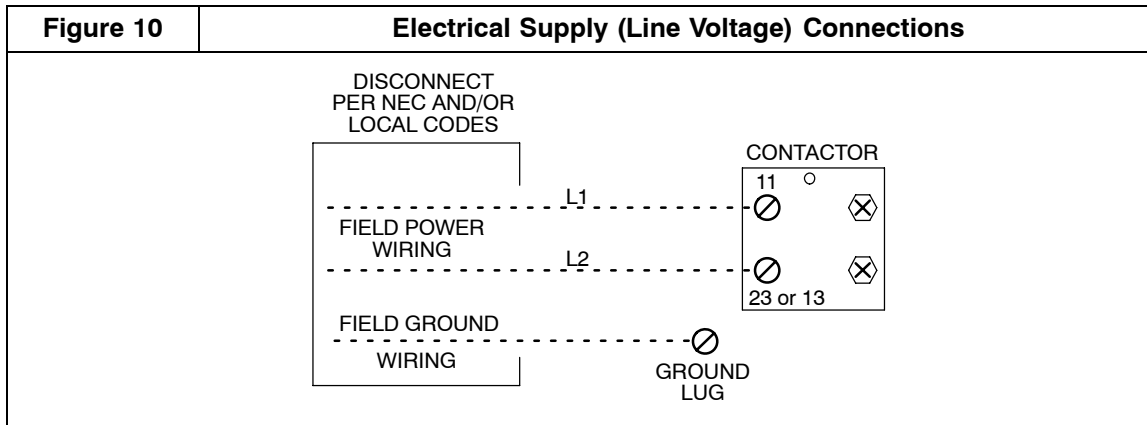 Figure 10
Electrical Supply (Line Voltage) Connections
DISCONNECT
PER NEC AND/OR
LOCAL CODES
CONTACTOR
11
L1
FIELD POWER
WIRING
L2
23 or 13
FIELD GROUND
WIRING
GROUND
LUG